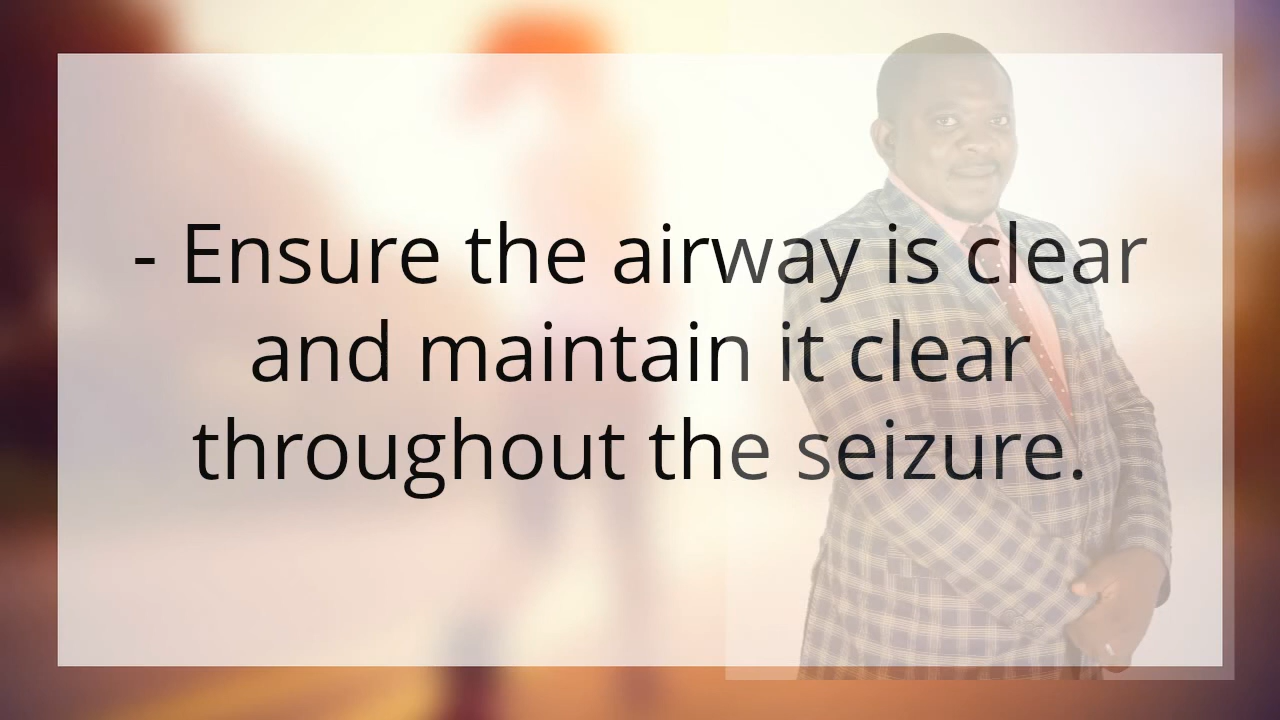 - Ensure the airway is clear
and maintain it clear
throughout the seizure.